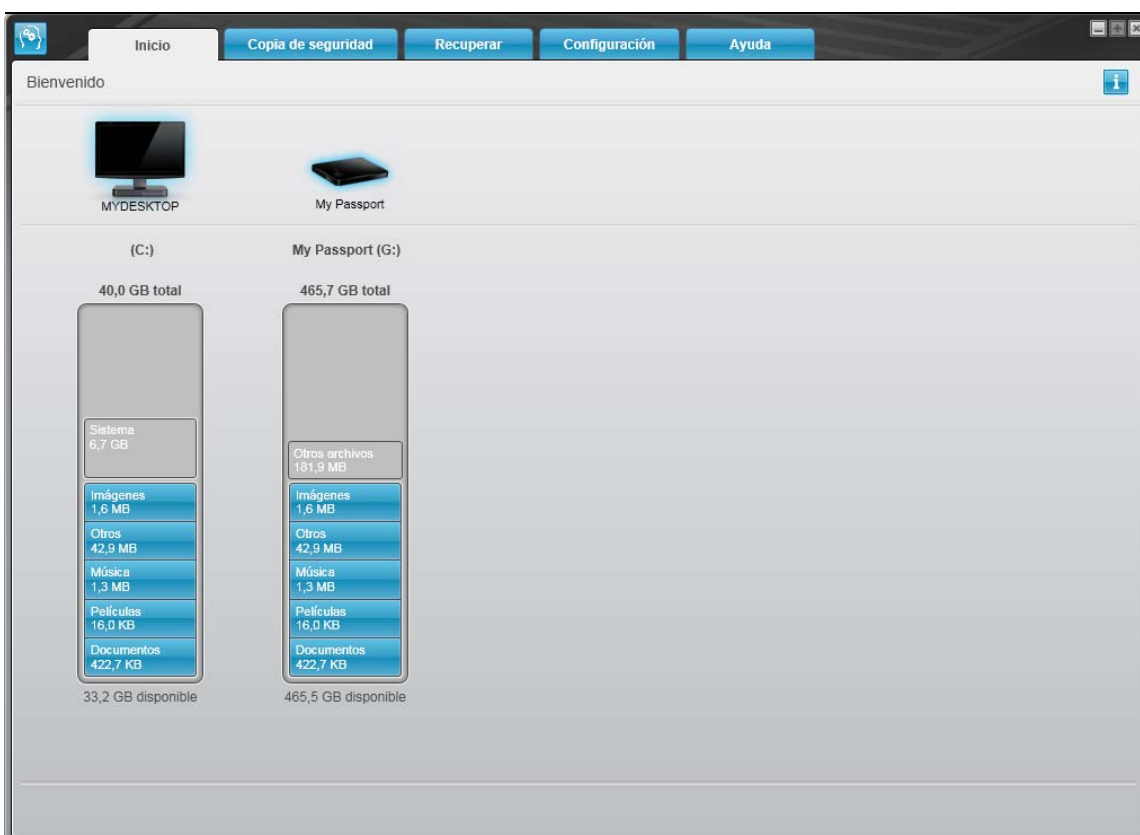 Inicio Copia de seguridad Recuperar Configuración Ayuda
Bienvenido
MYDESKTOP
My Passport
(C:)
My Passport (G:)
40,0 GB total
465,7 GB total
Sistema
6,7 GB
Imágenes
1,6 MB
Otros
42,9 MB
Música
1,3 MB
Películas
16,0 KB
Documentos
422,7 KB
33,2 GB disponible
Otros archivos
181,9 MB
Imágenes
1,6 MB
Otros
42,9 MB
Música
1,3 MB
Películas
16,0 KB
Documentos
422,7 KB
465,5 GB disponible